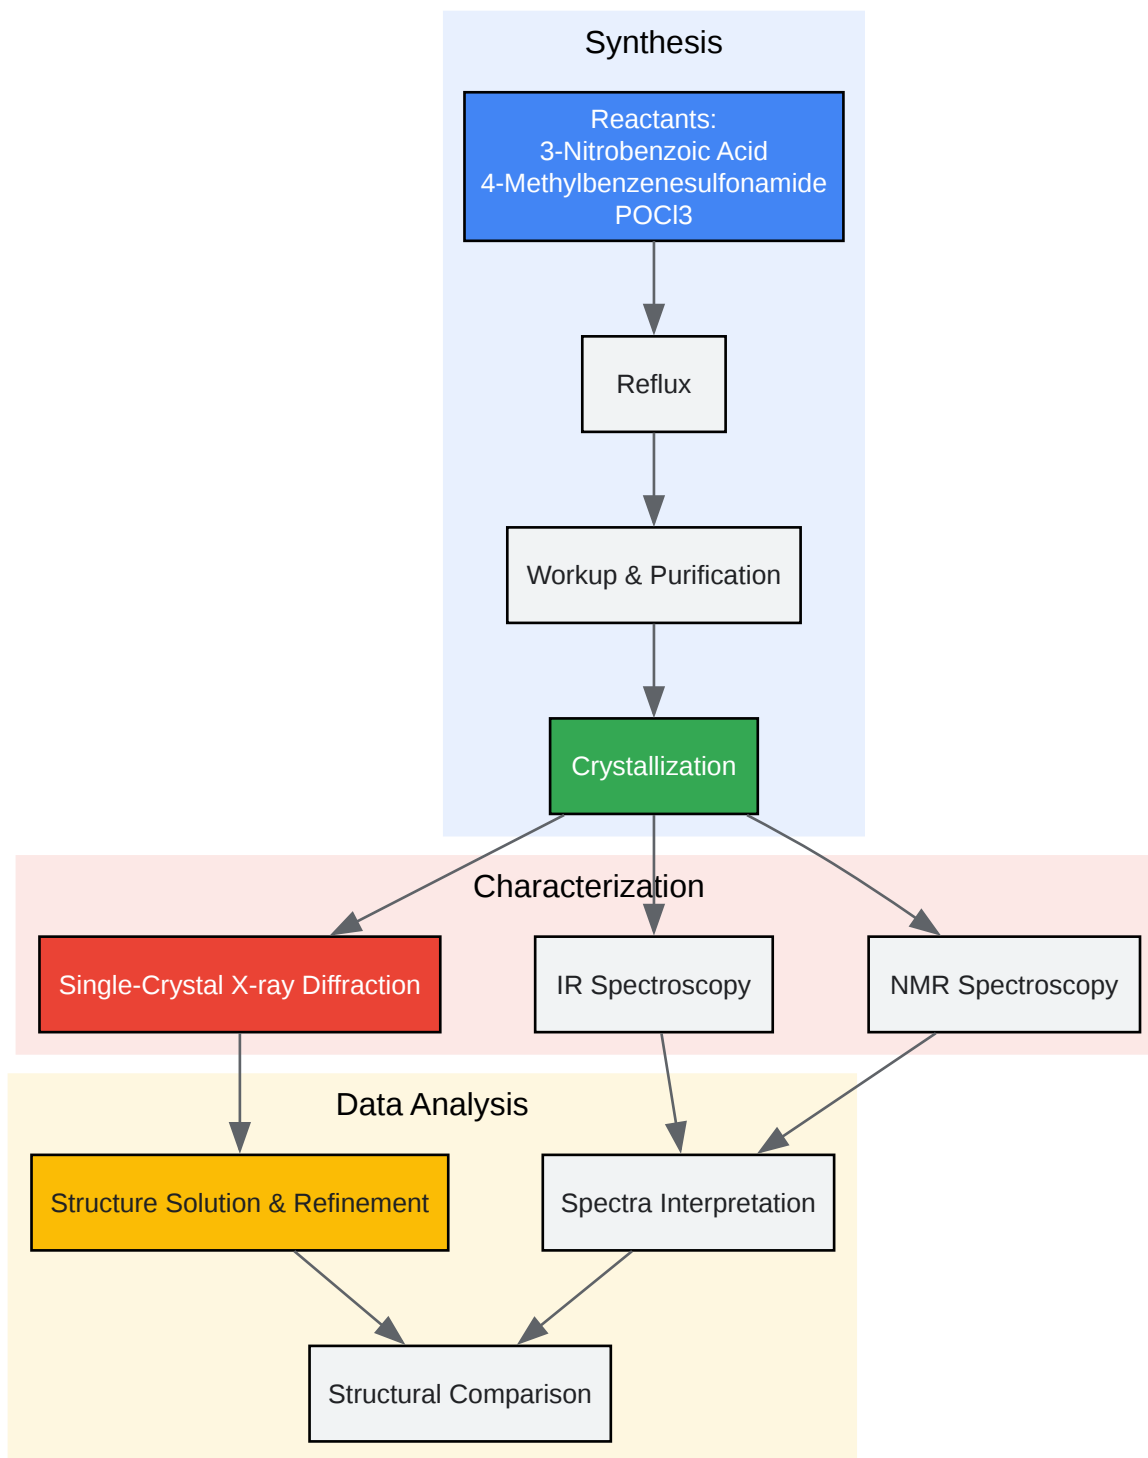 Synthesis
Reactants:
3-Nitrobenzoic Acid
4-Methylbenzenesulfonamide
POCl3
Reflux
Workup & Purification
Crystallization
Characterization
Single-Crystal X-ray Diffraction
IR Spectroscopy
NMR Spectroscopy
Data Analysis
Structure Solution & Refinement
Spectra Interpretation
Structural Comparison